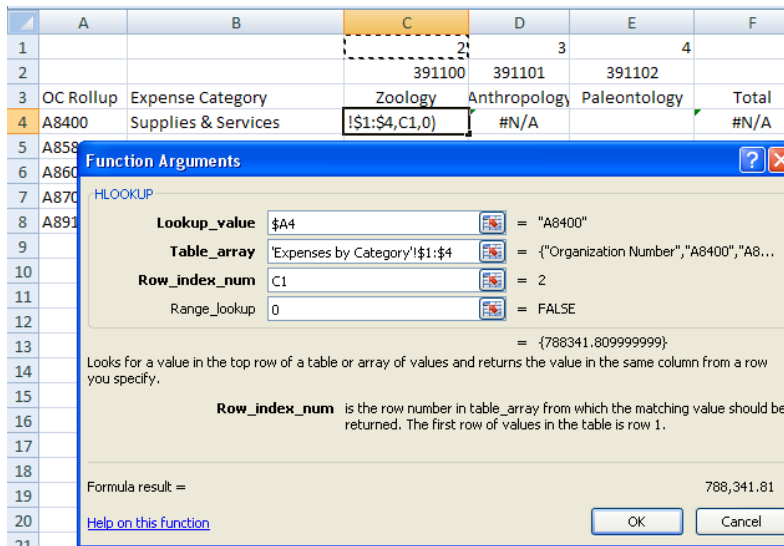 A B C D E F
1 2 3 4
2 391100 391101 391102
3 OC Rollup Expense Category Zoology Anthropology Paleontology Total
4 A8400 Supplies & Services !$1:$4,C1,0) #N/A #N/A
5 A858
6 A860
7 A870
8 A891
9
10
11
12
13
14
15
16
17
18
19
20
21
Function Arguments
HLOOKUP
Lookup_value $A4 = "A8400"
Table_array 'Expenses by Category'!$1:$4 = {"Organization Number","A8400","A8...
Row_index_num C1 = 2
Range_lookup 0 = FALSE
= {788341.809999999}
Looks for a value in the top row of a table or array of values and returns the value in the same column from a row
you specify.
Row_index_num is the row number in table_array from which the matching value should be
returned. The first row of values in the table is row 1.
Formula result = 788,341.81
Help on this function OK Cancel